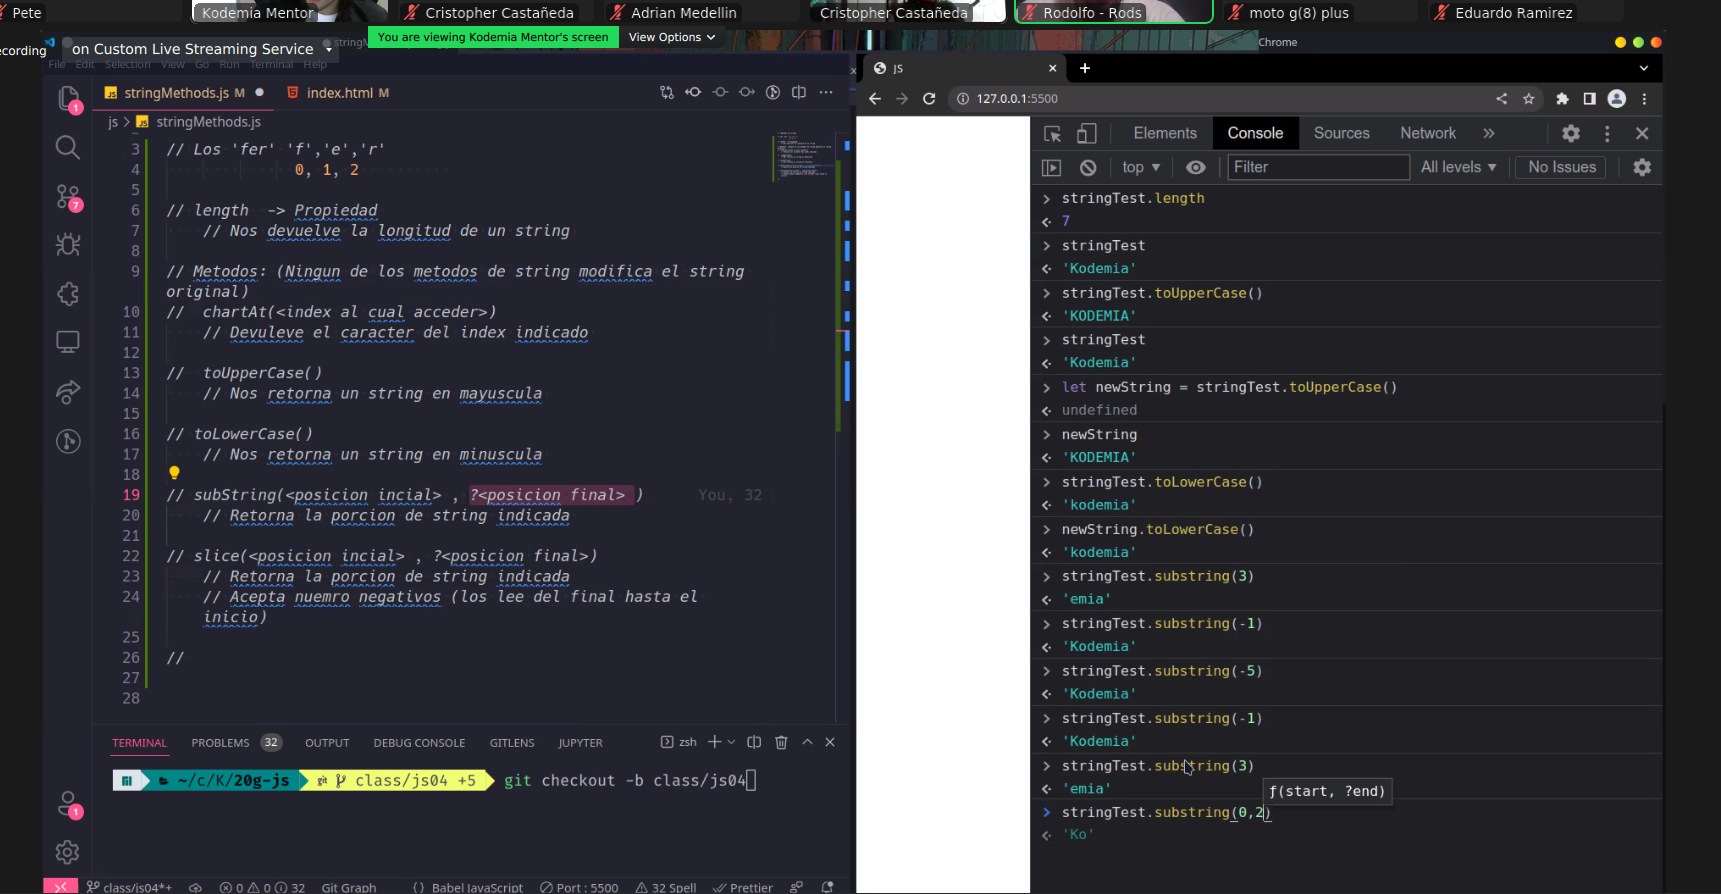 Pete
Kodemia Mentor
Cristopher Castañeda
Adrian Medellin
Cristopher Castañeda
Rodolfo - Rods
moto g(8) plus
Eduardo Ramirez
ecording
on Custom Live Streaming Service
You are viewing Kodemia Mentor's screen
View Options
Chrome
File Edit Selection View Go Run Terminal Help
stringMethods.js M
index.html M
js > stringMethods.js
3 // Los 'fer' 'f','e','r'
4 0, 1, 2
5
6 // length -> Propiedad
7 // Nos devuelve la longitud de un string
8
9 // Metodos: (Ningun de los metodos de string modifica el string
original)
10 // chartAt(<index al cual acceder>)
11 // Devuleve el caracter del index indicado
12
13 // toUpperCase()
14 // Nos retorna un string en mayuscula
15
16 // toLowerCase()
17 // Nos retorna un string en minuscula
18
19 // subString(<posicion incial> , ?<posicion final> ) You, 32
20 // Retorna la porcion de string indicada
21
22 // slice(<posicion incial> , ?<posicion final>)
23 // Retorna la porcion de string indicada
24 // Acepta nuemro negativos (los lee del final hasta el
inicio)
25
26 //
27
28
1
7
1
TERMINAL PROBLEMS 32 OUTPUT DEBUG CONSOLE GITLENS JUPYTER zsh
~/c/K/20g-js git class/js04 +5 git checkout -b class/js04
class/js04*+ 0 0 32 Git Graph {} Babel JavaScript Port : 5500 32 Spell Prettier
JS
127.0.0.1:5500
Elements Console Sources Network
top Filter All levels No Issues
stringTest.length
7
stringTest
'Kodemia'
stringTest.toUpperCase()
'KODEMIA'
stringTest
'Kodemia'
let newString = stringTest.toUpperCase()
undefined
newString
'KODEMIA'
stringTest.toLowerCase()
'kodemia'
newString.toLowerCase()
'kodemia'
stringTest.substring(3)
'emia'
stringTest.substring(-1)
'Kodemia'
stringTest.substring(-5)
'Kodemia'
stringTest.substring(-1)
'Kodemia'
stringTest.substring(3)
'emia'
ƒ(start, ?end)
stringTest.substring(0,2)
'Ko'